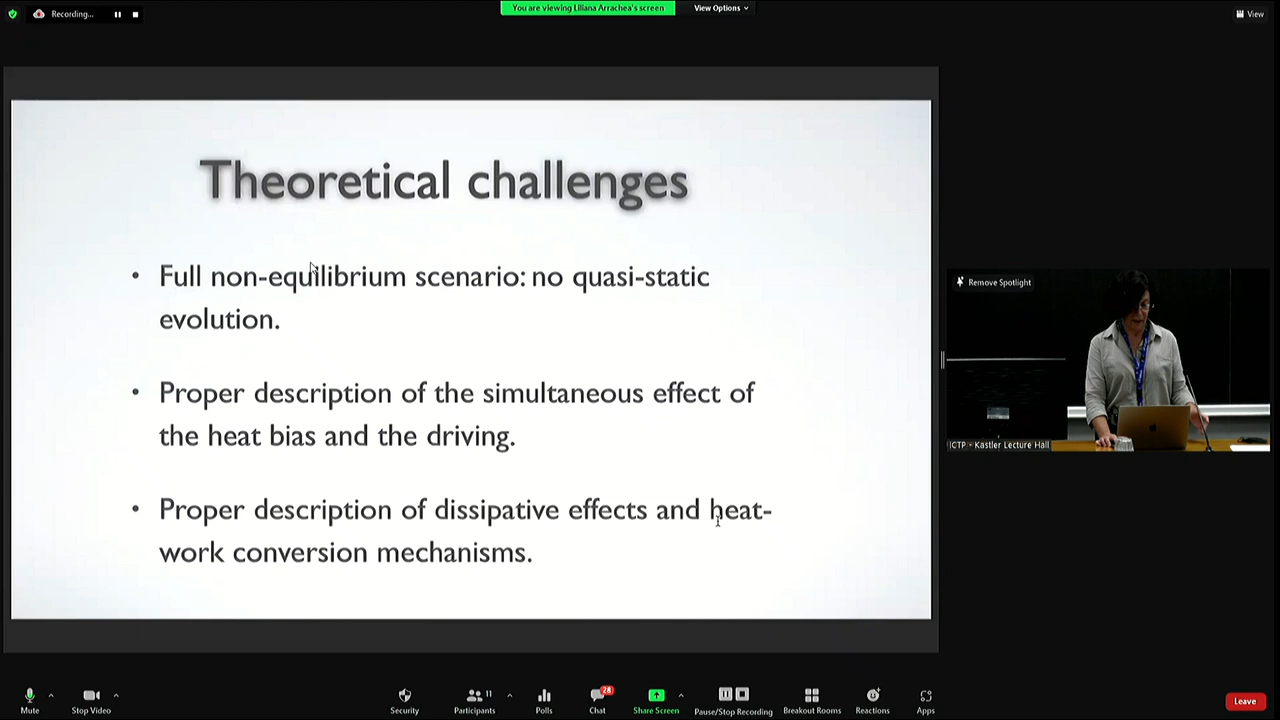 Recording...
You are viewing Liliana Arrachea's screen
View Options
View
Theoretical challenges
• Full non-equilibrium scenario: no quasi-static
evolution.
• Proper description of the simultaneous effect of
the heat bias and the driving.
• Proper description of dissipative effects and heat-
work conversion mechanisms.
Remove Spotlight
ICTP - Kastler Lecture Hall
Mute
Stop Video
Security
Participants
11
Polls
Chat
28
Share Screen
Pause/Stop Recording
Breakout Rooms
Reactions
Apps
Leave